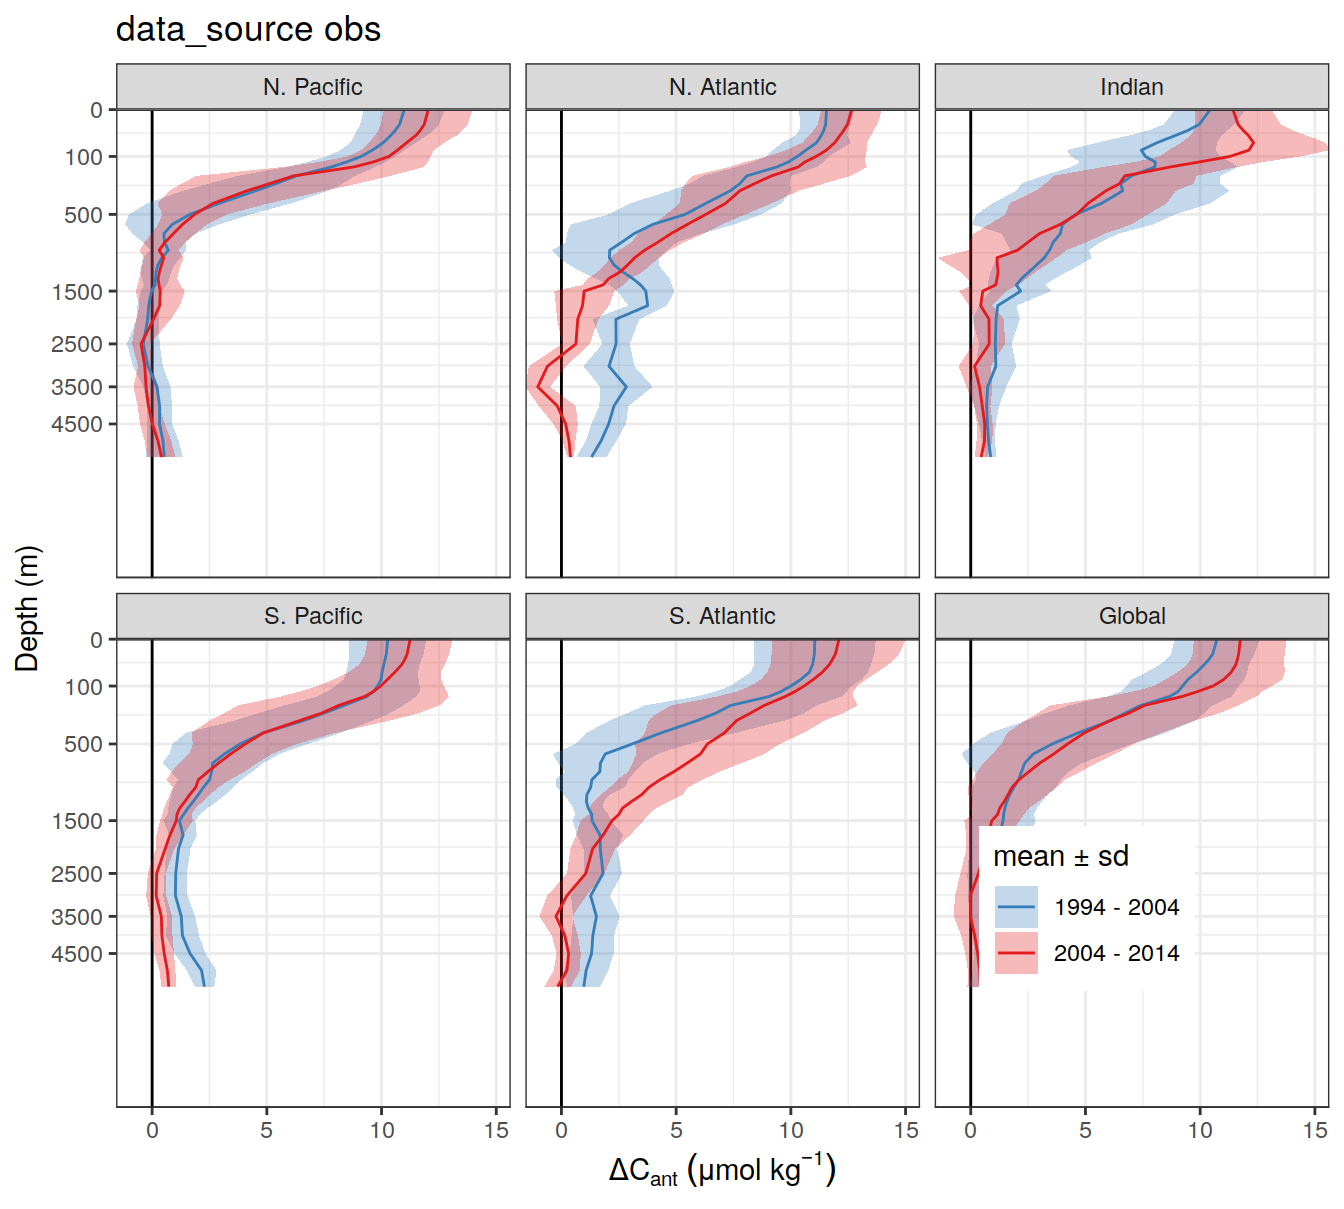 data_source obs
N. Pacific
N. Atlantic
Indian
0
100
500
1500
2500
3500
4500
Depth (m)
S. Pacific
S. Atlantic
Global
0
100
500
1500
2500
3500
4500
mean ± sd
1994 - 2004
2004 - 2014
0 5 10 15
0 5 10 15
0 5 10 15
ΔCant (µmol kg−1)